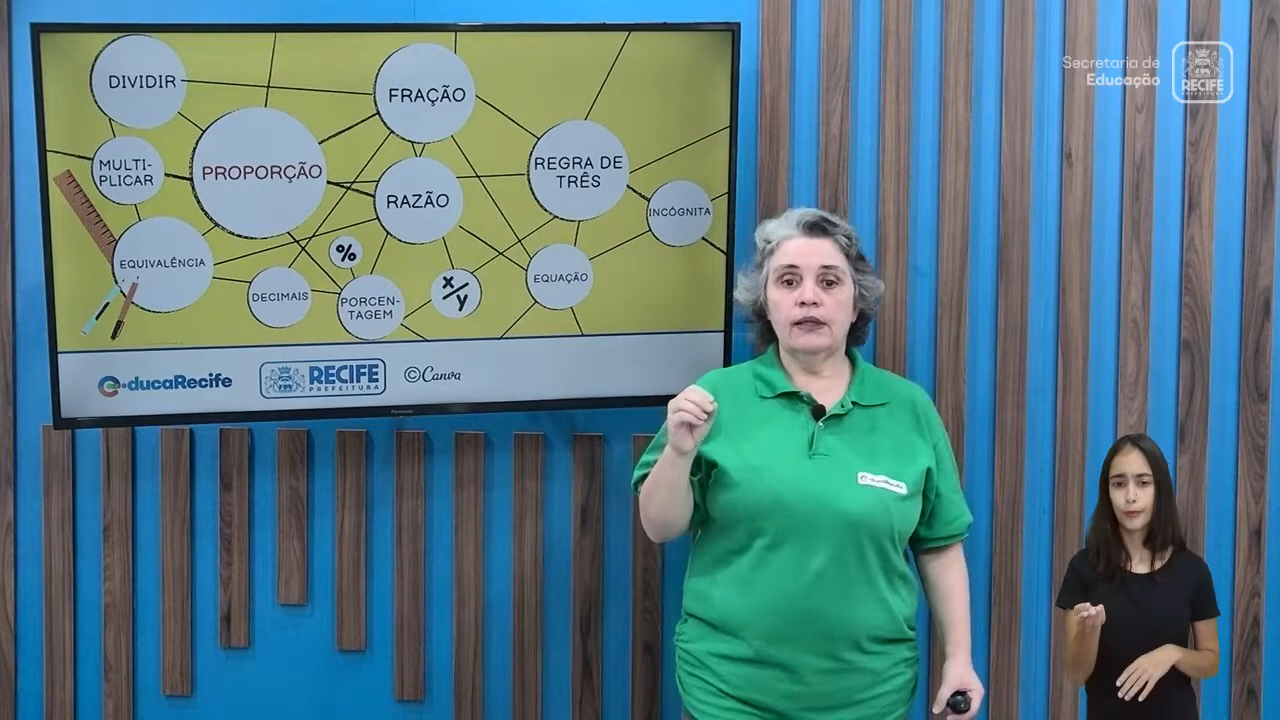 DIVIDIR
FRAÇÃO
MULTI-
PLICAR
PROPORÇÃO
REGRA DE
TRÊS
RAZÃO
INCÓGNITA
EQUIVALÊNCIA
%
EQUAÇÃO
DECIMAIS
PORCEN-
TAGEM
x/y
EducaRecife
RECIFE
PREFEITURA
©Canva
Secretaria de
Educação
RECIFE
PREFEITURA